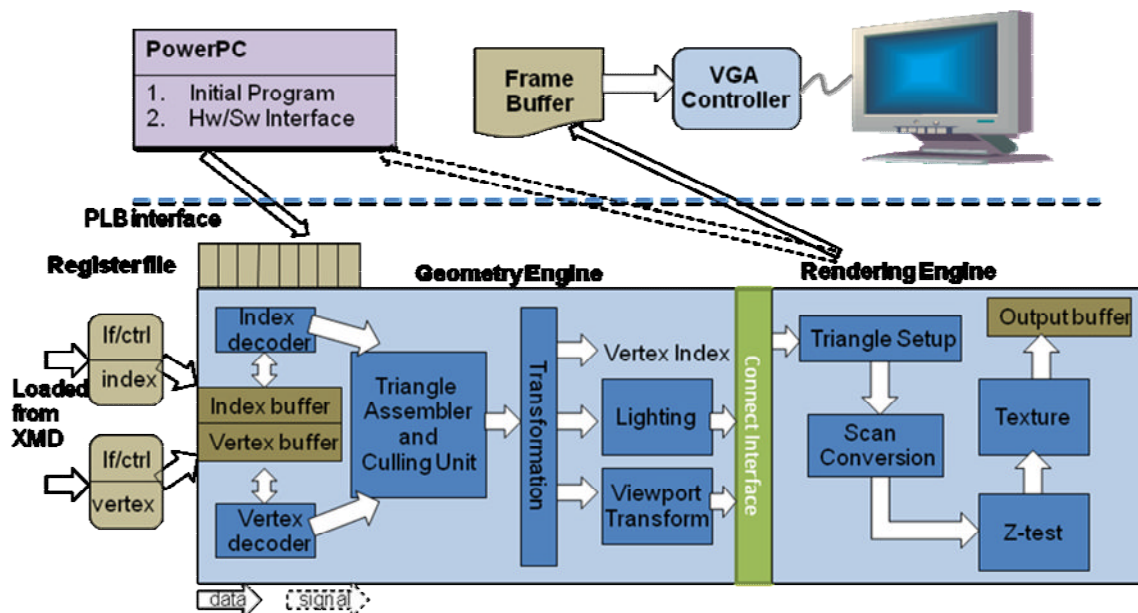 PowerPC
1. Initial Program
2. Hw/Sw Interface
Frame
Buffer
VGA
Controller
PLB interface
Register file
Geometry Engine
Rendering Engine
If/ctrl
index
Loaded
from
XMD
If/ctrl
vertex
Index
decoder
Index buffer
Vertex buffer
Vertex
decoder
Triangle
Assembler
and
Culling Unit
Transformation
Vertex Index
Lighting
Viewport
Transform
Connect Interface
Triangle Setup
Scan
Conversion
Z-test
Texture
Output buffer
data
signal